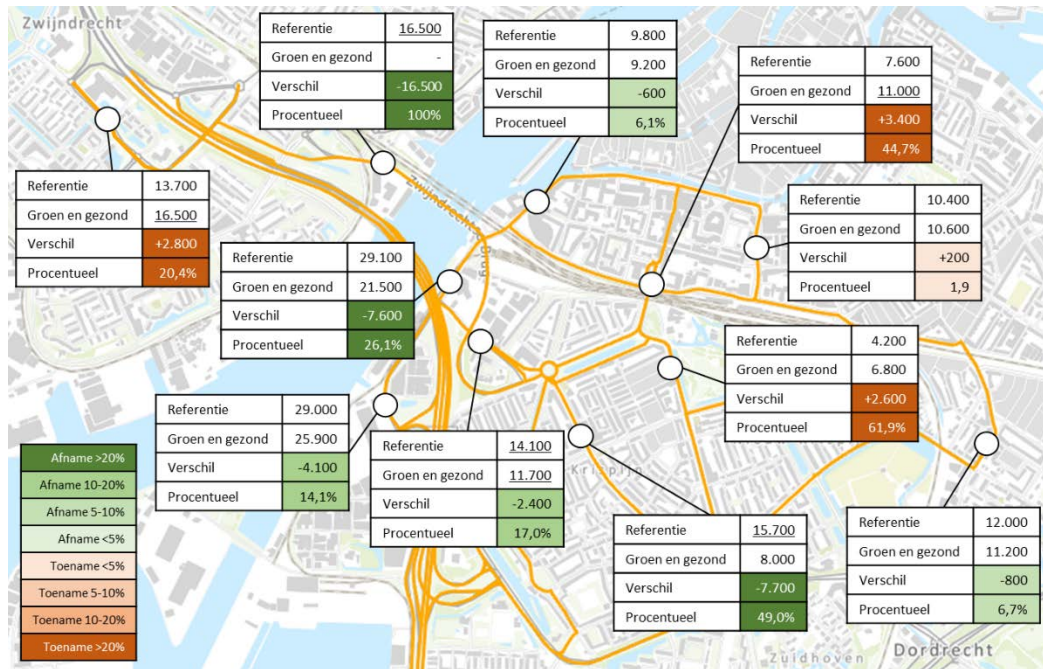 Zwijndrecht
Referentie 16.500
Groen en gezond -
Verschil -16.500
Procentueel 100%
Referentie 9.800
Groen en gezond 9.200
Verschil -600
Procentueel 6,1%
Referentie 7.600
Groen en gezond 11.000
Verschil +3.400
Procentueel 44,7%
Referentie 13.700
Groen en gezond 16.500
Verschil +2.800
Procentueel 20,4%
Zwijndrechtse Brug
Referentie 10.400
Groen en gezond 10.600
Verschil +200
Procentueel 1,9
Referentie 29.100
Groen en gezond 21.500
Verschil -7.600
Procentueel 26,1%
Referentie 4.200
Groen en gezond 6.800
Verschil +2.600
Procentueel 61,9%
Referentie 29.000
Groen en gezond 25.900
Verschil -4.100
Procentueel 14,1%
Referentie 14.100
Groen en gezond 11.700
Verschil -2.400
Procentueel 17,0%
Krispijn
Referentie 15.700
Groen en gezond 8.000
Verschil -7.700
Procentueel 49,0%
Referentie 12.000
Groen en gezond 11.200
Verschil -800
Procentueel 6,7%
Afname >20%
Afname 10-20%
Afname 5-10%
Afname <5%
Toename <5%
Toename 5-10%
Toename 10-20%
Toename >20%
Zuidhoven
Dordrecht